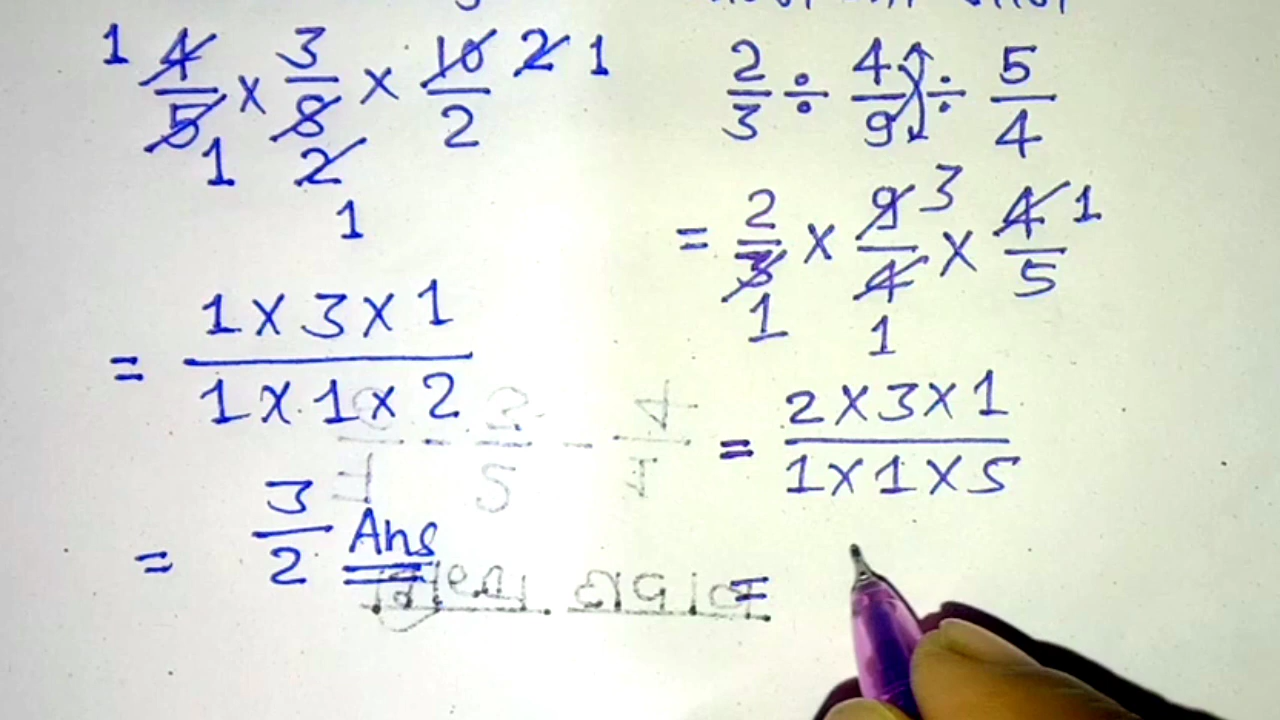 1 4/5 × 3/8 × 10/2 2 1
1 2
1
= 1 × 3 × 1 / 1 × 1 × 2
= 3/2 Ans
2/3 ÷ 4/9 ÷ 5/4
= 2/3 × 9/4 × 4/5 3 1
1 1
= 2 × 3 × 1 / 1 × 1 × 5
=